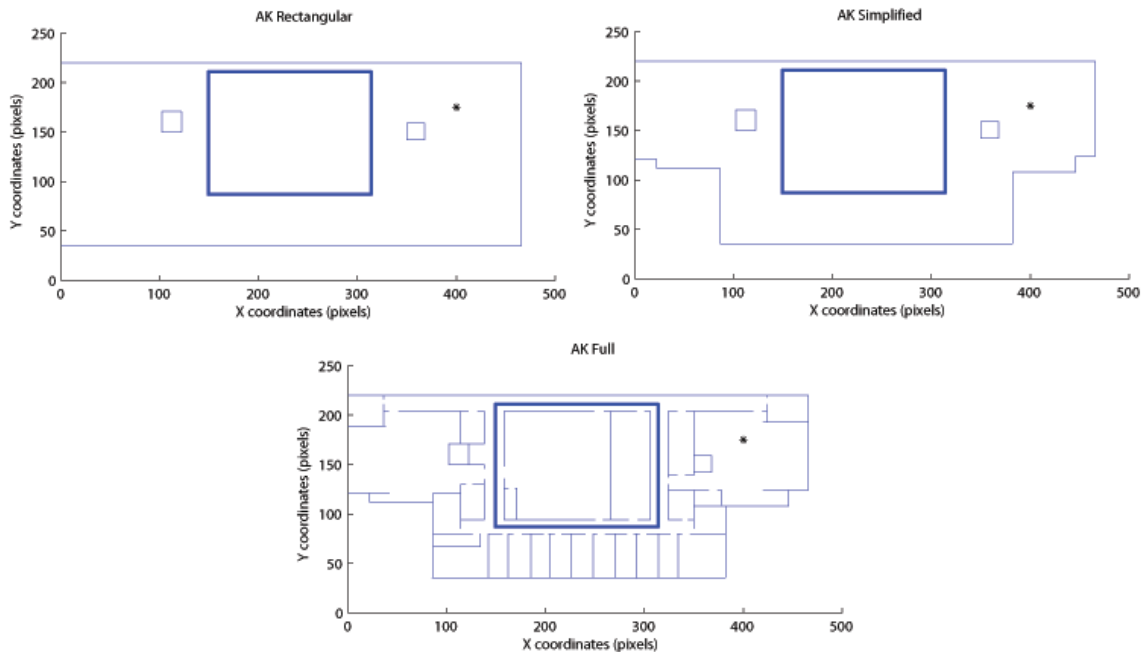 AK Rectangular
250
200
150
100
50
0
Y coordinates (pixels)
0 100 200 300 400 500
X coordinates (pixels)
AK Simplified
250
200
150
100
50
0
Y coordinates (pixels)
0 100 200 300 400 500
X coordinates (pixels)
AK Full
250
200
150
100
50
0
Y coordinates (pixels)
0 100 200 300 400 500
X coordinates (pixels)